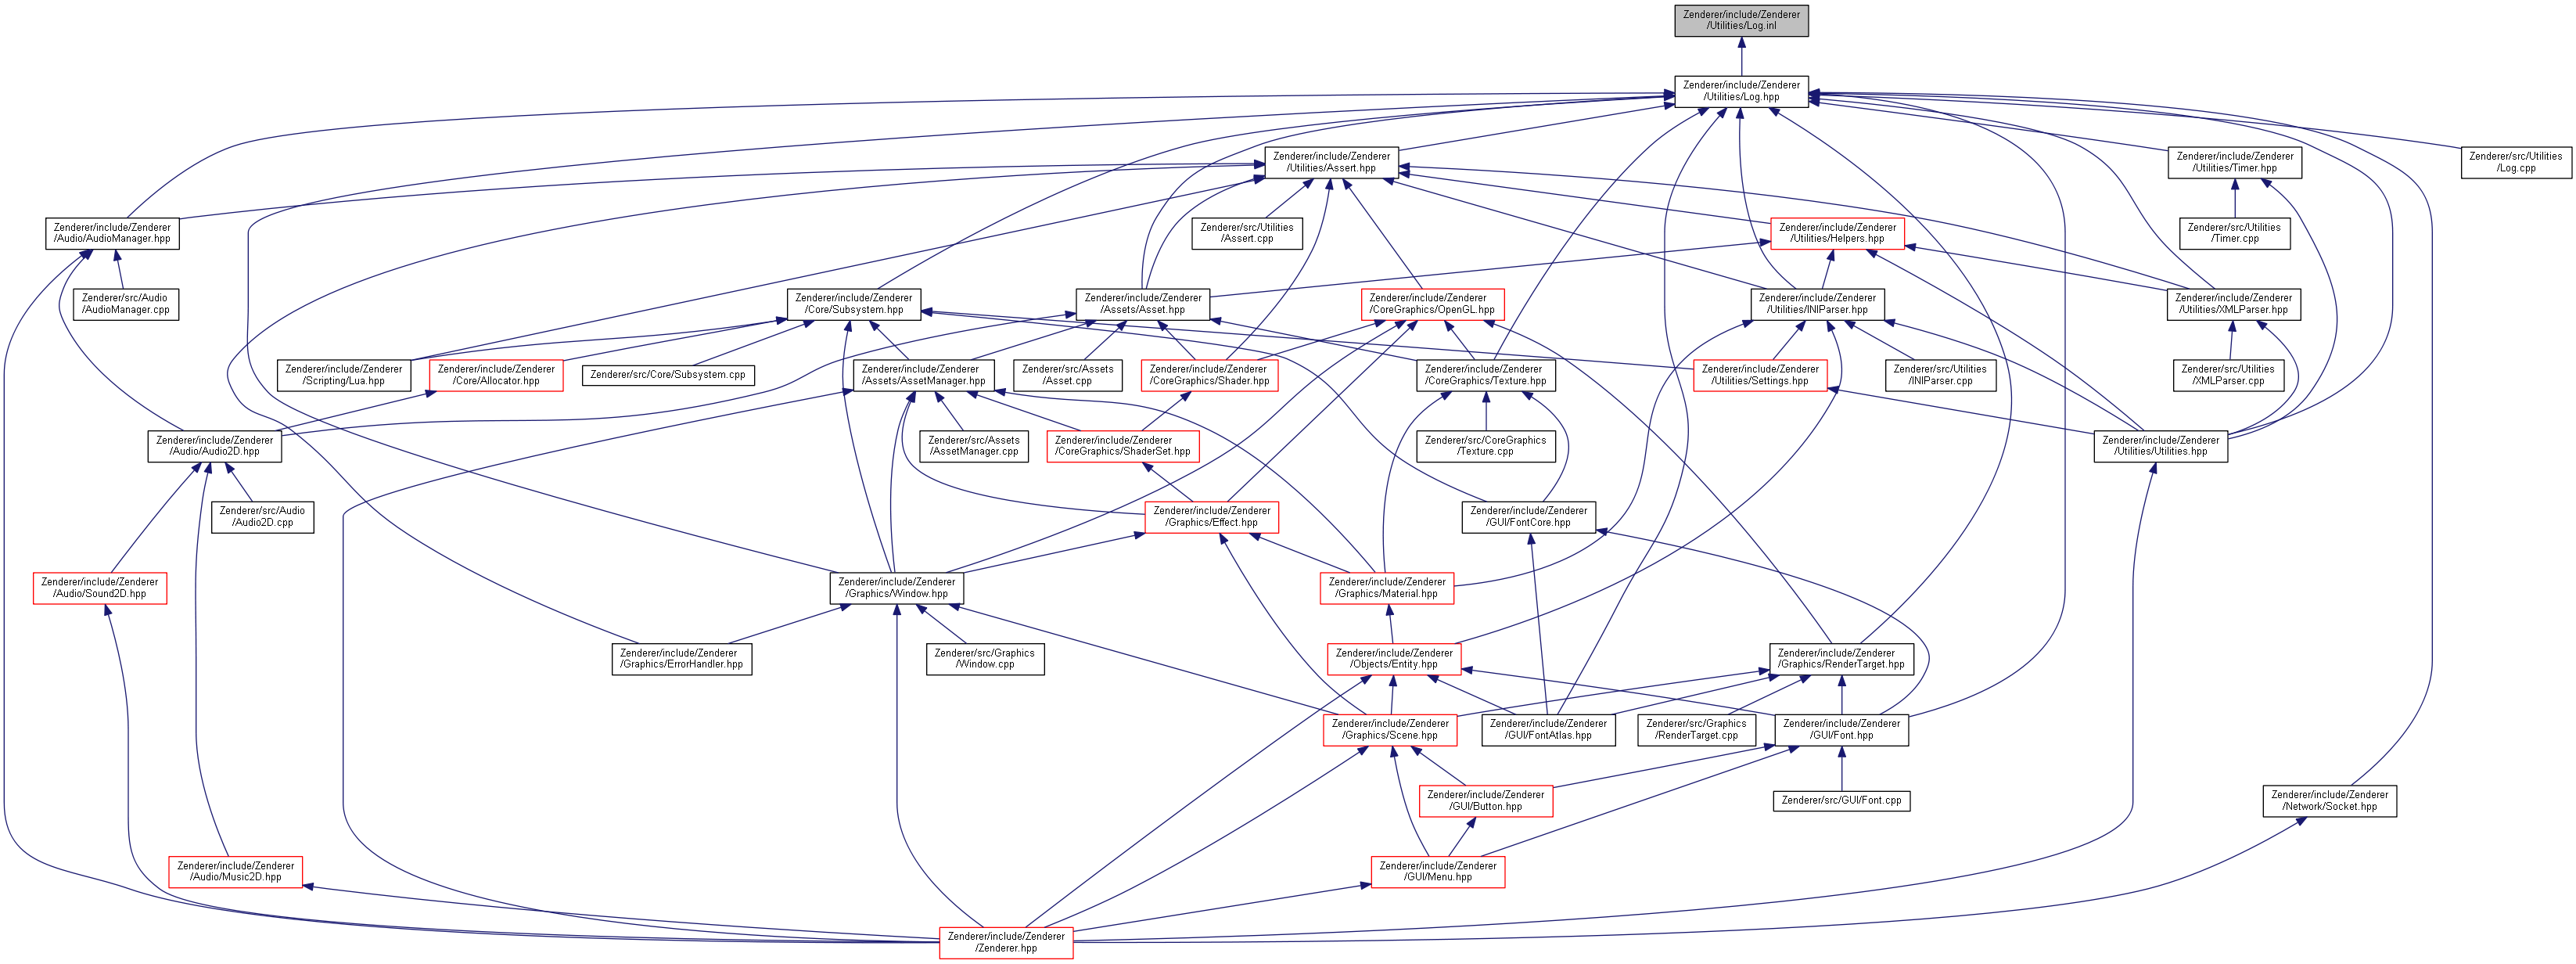 Zenderer/include/Zenderer
/Utilities/Log.inl
Zenderer/include/Zenderer
/Utilities/Log.hpp
Zenderer/include/Zenderer
/Utilities/Assert.hpp
Zenderer/include/Zenderer
/Utilities/Timer.hpp
Zenderer/src/Utilities
/Log.cpp
Zenderer/include/Zenderer
/Audio/AudioManager.hpp
Zenderer/src/Utilities
/Assert.cpp
Zenderer/include/Zenderer
/Utilities/Helpers.hpp
Zenderer/src/Utilities
/Timer.cpp
Zenderer/src/Audio
/AudioManager.cpp
Zenderer/include/Zenderer
/Core/Subsystem.hpp
Zenderer/include/Zenderer
/Assets/Asset.hpp
Zenderer/include/Zenderer
/CoreGraphics/OpenGL.hpp
Zenderer/include/Zenderer
/Utilities/INIParser.hpp
Zenderer/include/Zenderer
/Utilities/XMLParser.hpp
Zenderer/include/Zenderer
/Scripting/Lua.hpp
Zenderer/include/Zenderer
/Core/Allocator.hpp
Zenderer/src/Core/Subsystem.cpp
Zenderer/include/Zenderer
/Assets/AssetManager.hpp
Zenderer/src/Assets
/Asset.cpp
Zenderer/include/Zenderer
/CoreGraphics/Shader.hpp
Zenderer/include/Zenderer
/CoreGraphics/Texture.hpp
Zenderer/include/Zenderer
/Utilities/Settings.hpp
Zenderer/src/Utilities
/INIParser.cpp
Zenderer/src/Utilities
/XMLParser.cpp
Zenderer/include/Zenderer
/Audio/Audio2D.hpp
Zenderer/src/Assets
/AssetManager.cpp
Zenderer/include/Zenderer
/CoreGraphics/ShaderSet.hpp
Zenderer/src/CoreGraphics
/Texture.cpp
Zenderer/include/Zenderer
/Utilities/Utilities.hpp
Zenderer/src/Audio
/Audio2D.cpp
Zenderer/include/Zenderer
/Graphics/Effect.hpp
Zenderer/include/Zenderer
/GUI/FontCore.hpp
Zenderer/include/Zenderer
/Audio/Sound2D.hpp
Zenderer/include/Zenderer
/Graphics/Window.hpp
Zenderer/include/Zenderer
/Graphics/Material.hpp
Zenderer/include/Zenderer
/Graphics/ErrorHandler.hpp
Zenderer/src/Graphics
/Window.cpp
Zenderer/include/Zenderer
/Objects/Entity.hpp
Zenderer/include/Zenderer
/Graphics/RenderTarget.hpp
Zenderer/include/Zenderer
/Graphics/Scene.hpp
Zenderer/include/Zenderer
/GUI/FontAtlas.hpp
Zenderer/src/Graphics
/RenderTarget.cpp
Zenderer/include/Zenderer
/GUI/Font.hpp
Zenderer/include/Zenderer
/GUI/Button.hpp
Zenderer/src/GUI/Font.cpp
Zenderer/include/Zenderer
/Network/Socket.hpp
Zenderer/include/Zenderer
/Audio/Music2D.hpp
Zenderer/include/Zenderer
/GUI/Menu.hpp
Zenderer/include/Zenderer
/Zenderer.hpp